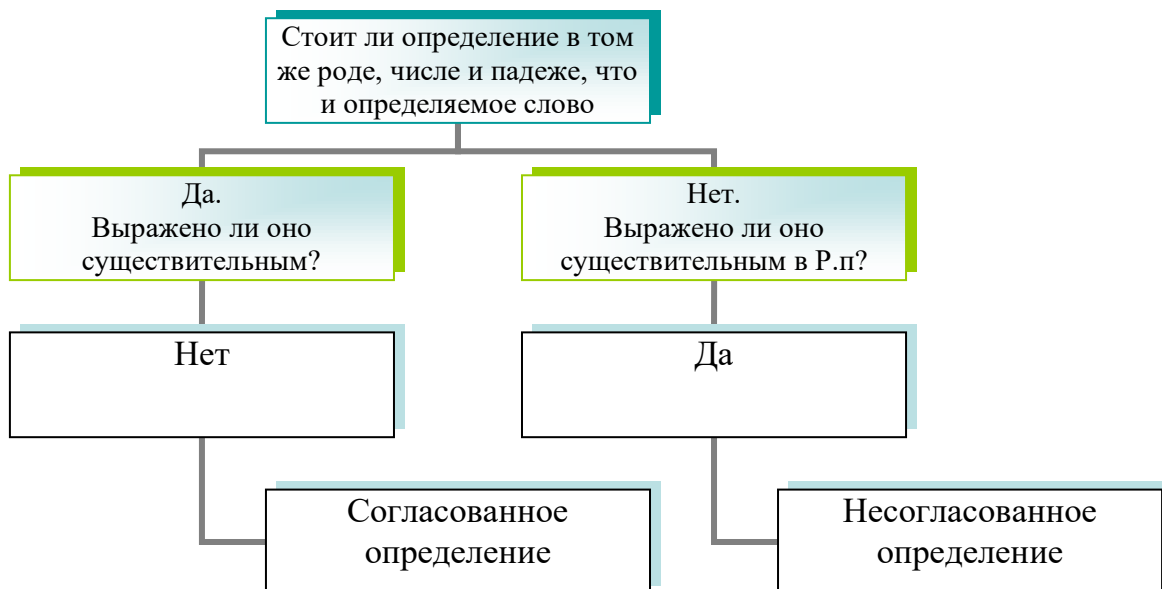 Стоит ли определение в том
же роде, числе и падеже, что
и определяемое слово
Да.
Выражено ли оно
существительным?
Нет.
Выражено ли оно
существительным в Р.п?
Нет
Да
Согласованное
определение
Несогласованное
определение